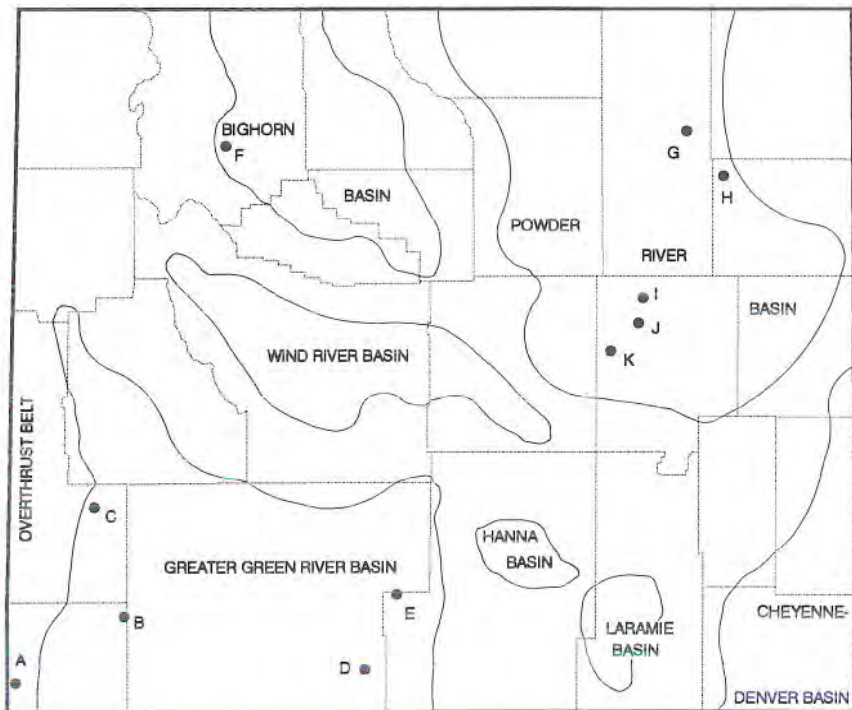 BIGHORN
F
G
H
BASIN
POWDER
RIVER
I
BASIN
J
WIND RIVER BASIN
K
OVERTHRUST BELT
C
HANNA
BASIN
GREATER GREEN RIVER BASIN
E
CHEYENNE-
B
LARAMIE
BASIN
A
D
DENVER BASIN